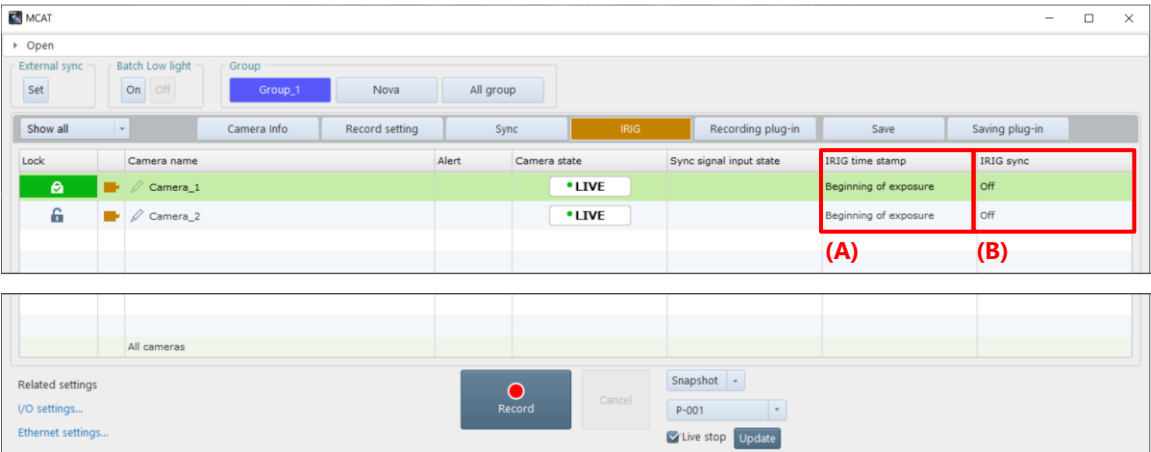 MCAT
Open
External sync
Batch Low light
Group
Set
On
Off
Group_1
Nova
All group
Show all
Camera Info
Record setting
Sync
IRIG
Recording plug-in
Save
Saving plug-in
Lock
Camera name
Alert
Camera state
Sync signal input state
IRIG time stamp
IRIG sync
Camera_1
LIVE
Beginning of exposure
Off
Camera_2
LIVE
Beginning of exposure
Off
(A)
(B)
All cameras
Related settings
I/O settings...
Ethernet settings...
Record
Cancel
Snapshot
P-001
Live stop
Update